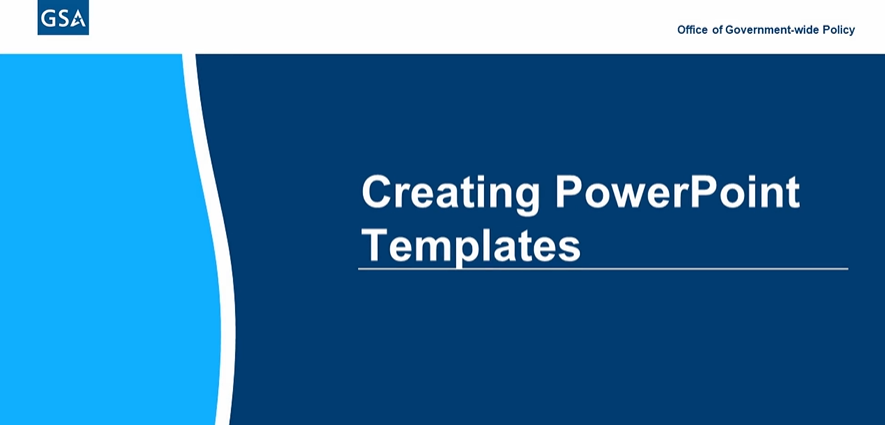 GSA
Office of Government-wide Policy
Creating PowerPoint
Templates